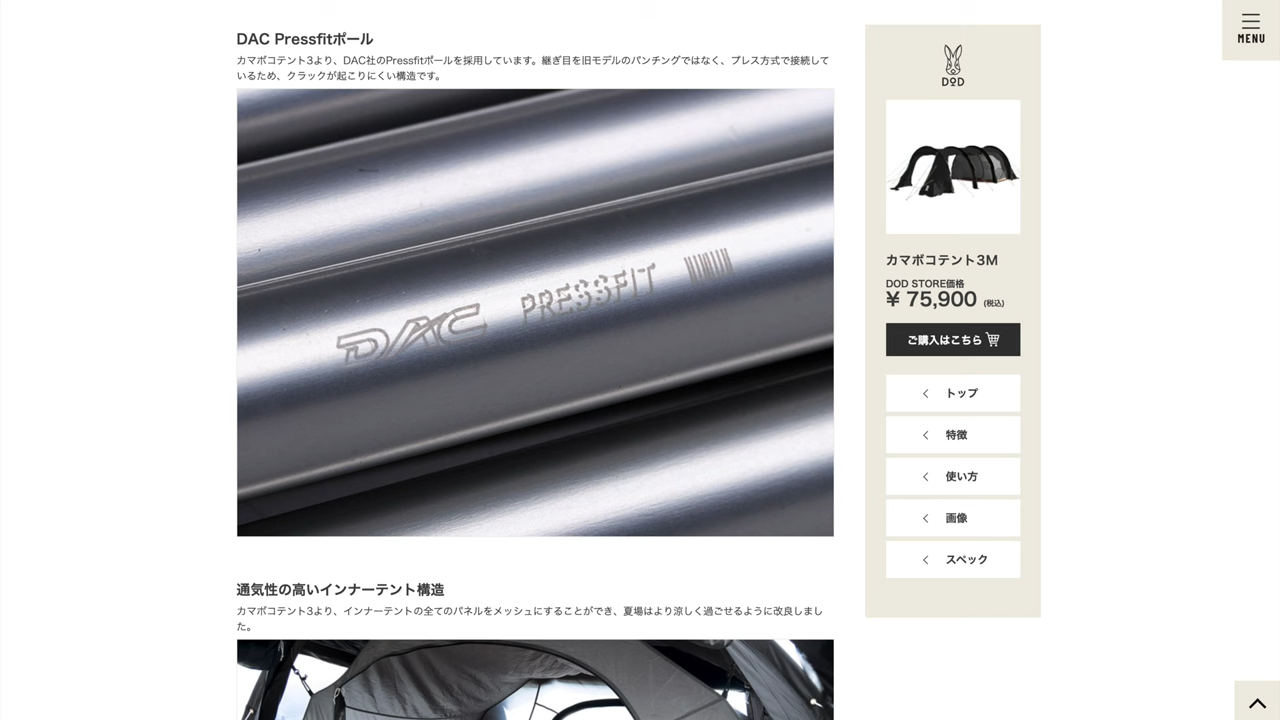 DAC Pressfitポール
カマボコテント3より、DAC社のPressfitポールを採用しています。継ぎ目を旧モデルのパンチングではなく、プレス方式で接続して
いるため、クラックが起こりにくい構造です。
DAC PRESSFIT
通気性の高いインナーテント構造
カマボコテント3より、インナーテントの全てのパネルをメッシュにすることができ、夏場はより涼しく過ごせるように改良しまし
た。
DOD
カマボコテント3M
DOD STORE価格
¥ 75,900 (税込)
ご購入はこちら
トップ
特徴
使い方
画像
スペック
MENU